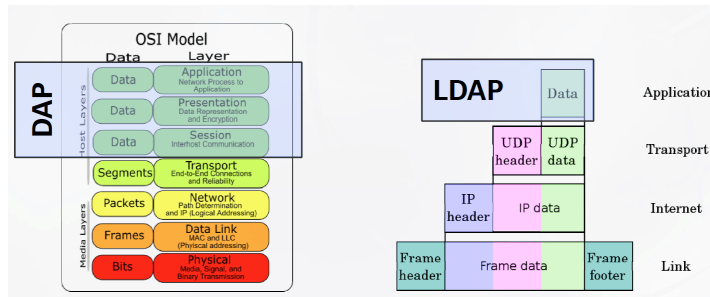 OSI Model
Data Layer
DAP
Host Layers
Data Application
Network Process to
Application
Data Presentation
Data Representation
and Encryption
Data Session
Interhost Communication
Segments Transport
End-to-End Connections
and Reliability
Media Layers
Packets Network
Path Determination
and IP (Logical Addressing)
Frames Data Link
MAC and LLC
(Phyiscal addressing)
Bits Physical
Media, Signal, and
Binary Transmission
LDAP Data Application
UDP UDP Transport
header data
IP IP data Internet
header
Frame Frame data Frame Link
header footer